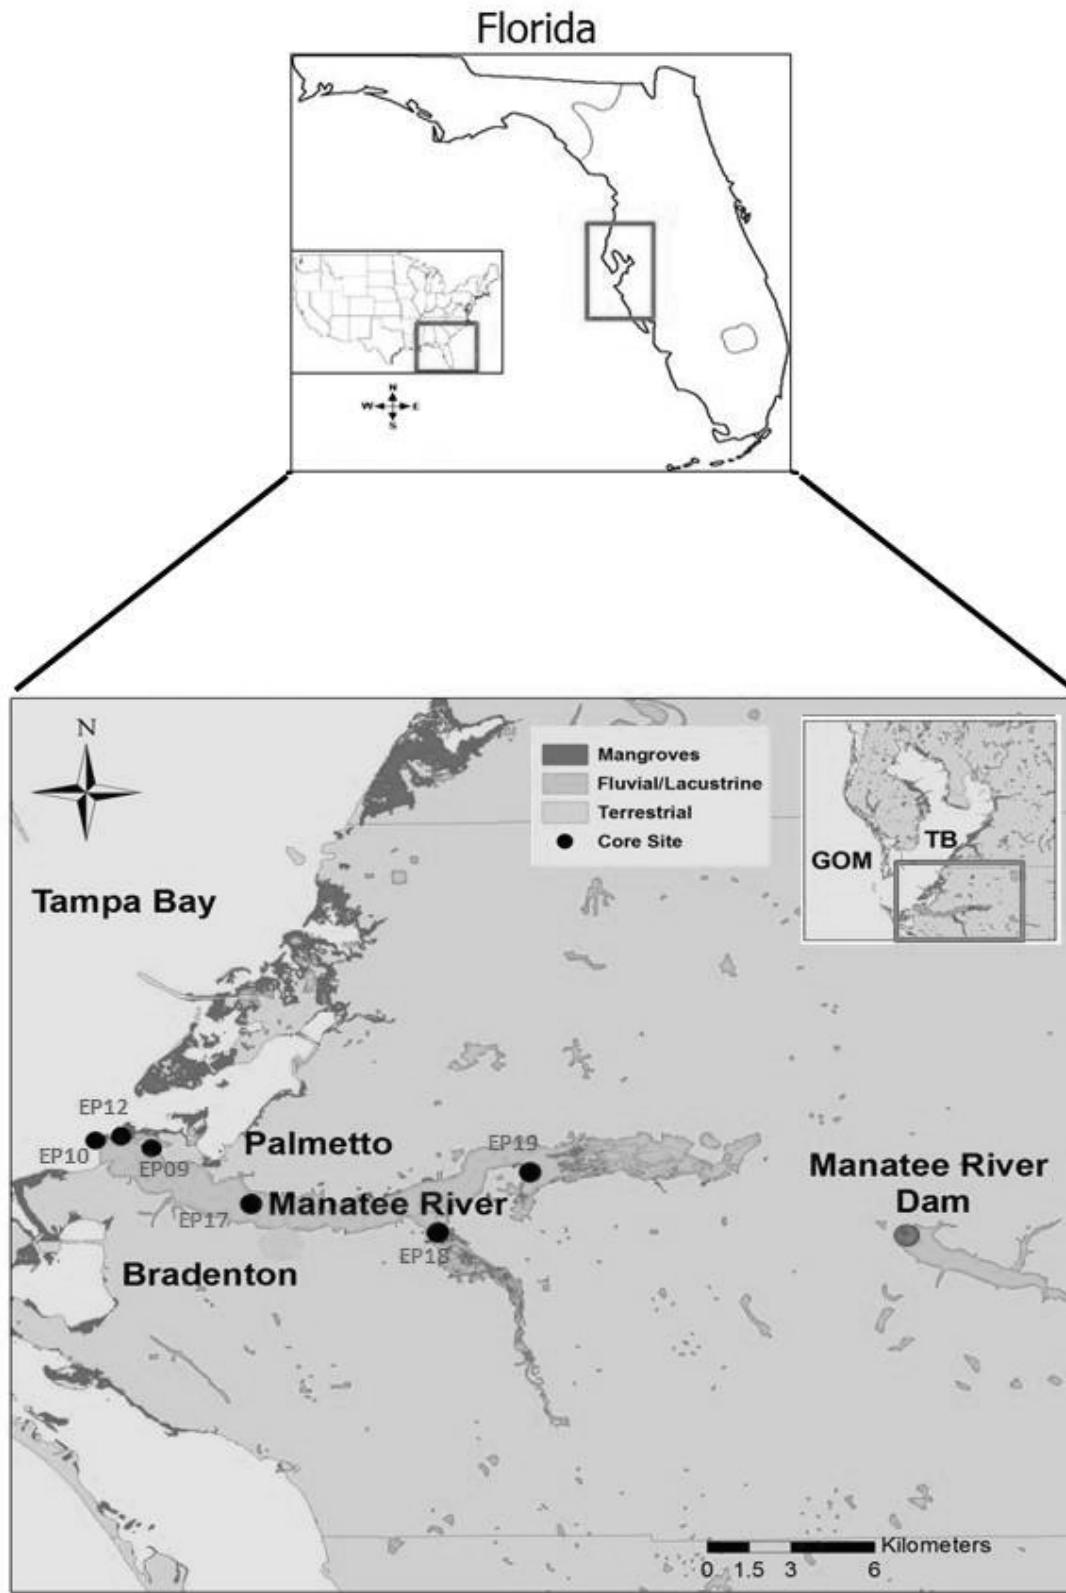 Florida
N
W E
S
N
Mangroves
Fluvial/Lacustrine
Terrestrial
Core Site
TB
GOM
Tampa Bay
EP12
EP10
EP09
Palmetto
EP19
Manatee River
Dam
EP17
Manatee River
EP18
Bradenton
Kilometers
0 1.5 3 6